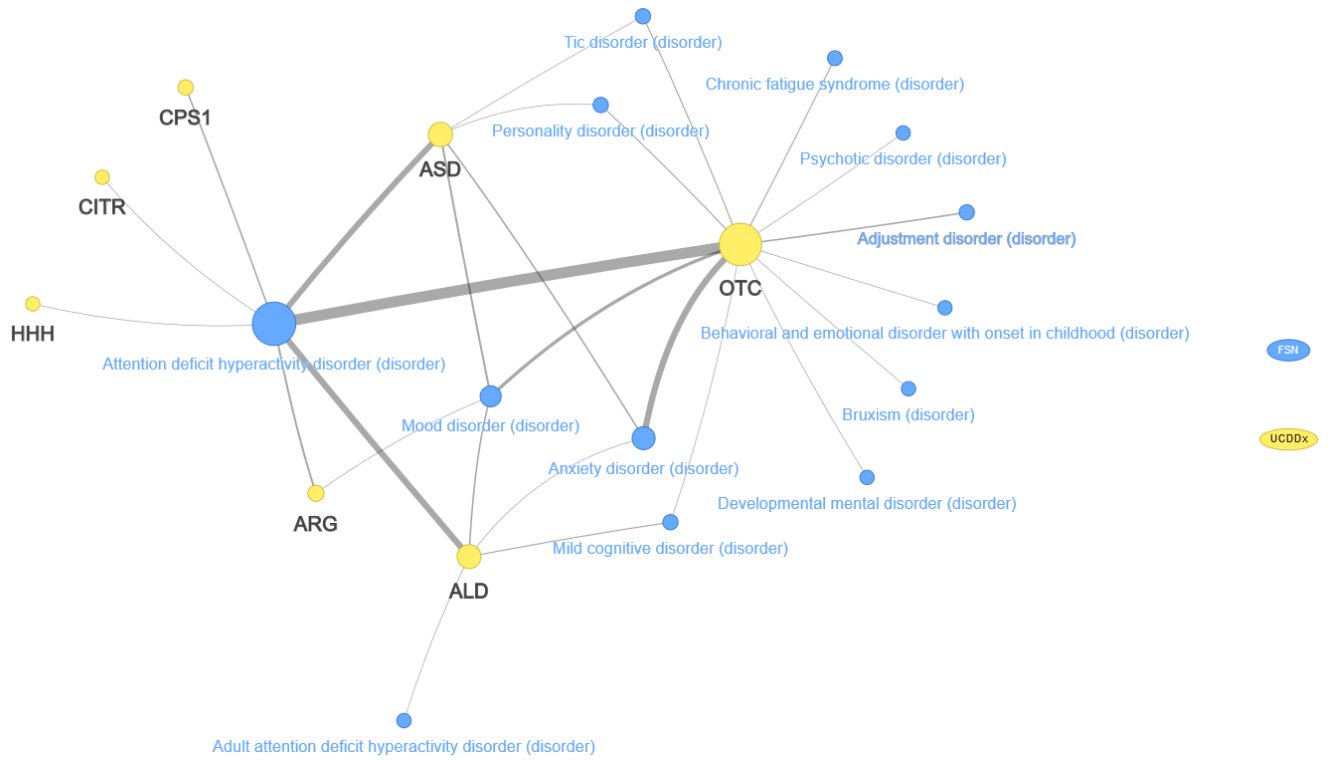 Tic disorder (disorder)
Chronic fatigue syndrome (disorder)
CPS1
Personality disorder (disorder)
Psychotic disorder (disorder)
ASD
CITR
Adjustment disorder (disorder)
OTC
HHH
Behavioral and emotional disorder with onset in childhood (disorder)
FSN
Attention deficit hyperactivity disorder (disorder)
Bruxism (disorder)
Mood disorder (disorder)
UCDDx
Anxiety disorder (disorder)
Developmental mental disorder (disorder)
ARG
Mild cognitive disorder (disorder)
ALD
Adult attention deficit hyperactivity disorder (disorder)